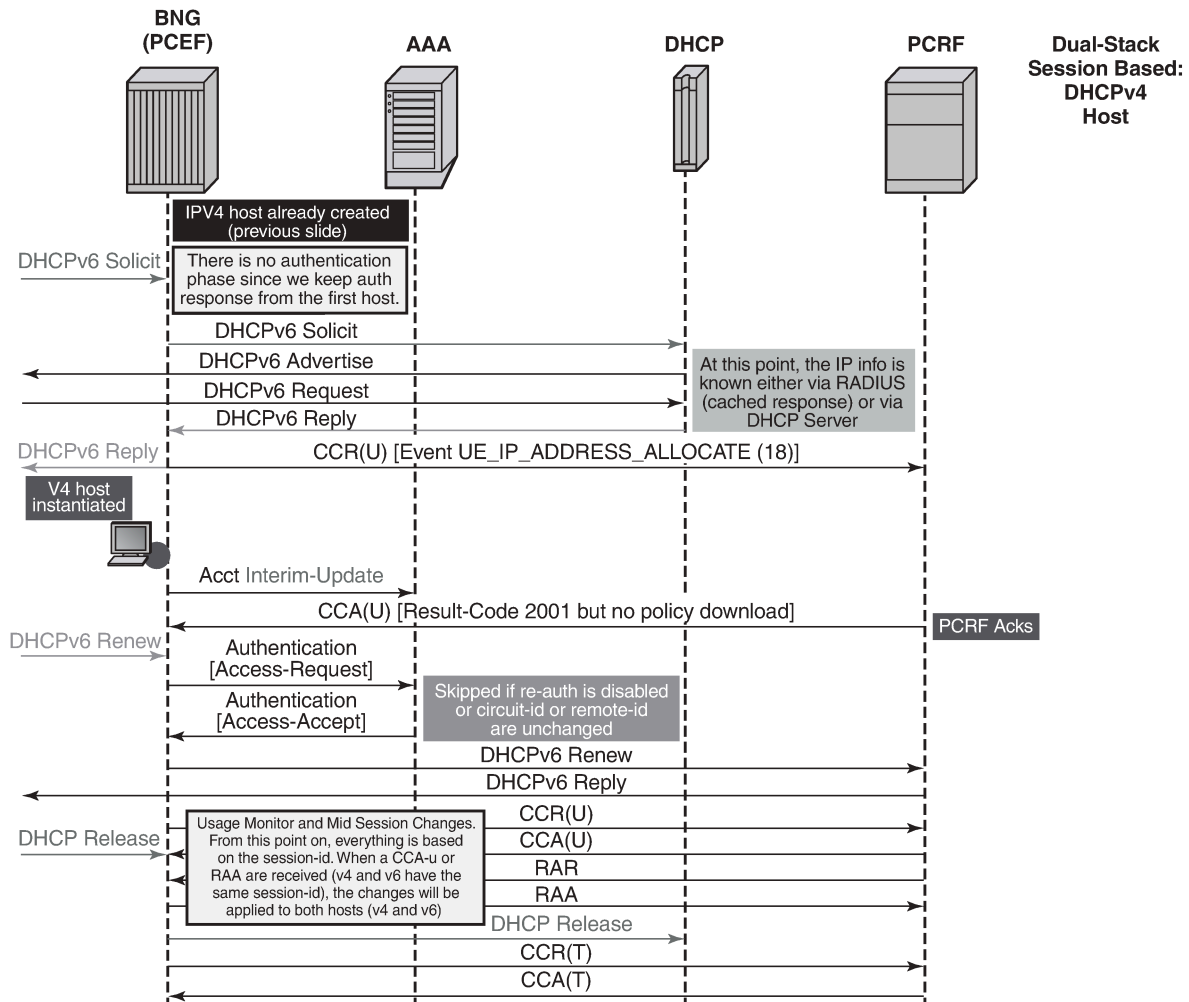 BNG
(PCEF)
AAA
DHCP
PCRF
Dual-Stack
Session Based:
DHCPv4
Host
IPV4 host already created
(previous slide)
DHCPv6 Solicit
There is no authentication
phase since we keep auth
response from the first host.
DHCPv6 Solicit
DHCPv6 Advertise
At this point, the IP info is
known either via RADIUS
(cached response) or via
DHCP Server
DHCPv6 Request
DHCPv6 Reply
DHCPv6 Reply
CCR(U) [Event UE_IP_ADDRESS_ALLOCATE (18)]
V4 host
instantiated
Acct Interim-Update
CCA(U) [Result-Code 2001 but no policy download]
PCRF Acks
DHCPv6 Renew
Authentication
[Access-Request]
Authentication
[Access-Accept]
Skipped if re-auth is disabled
or circuit-id or remote-id
are unchanged
DHCPv6 Renew
DHCPv6 Reply
CCR(U)
DHCP Release
Usage Monitor and Mid Session Changes.
From this point on, everything is based
on the session-id. When a CCA-u or
RAA are received (v4 and v6 have the
same session-id), the changes will be
applied to both hosts (v4 and v6)
CCA(U)
RAR
RAA
DHCP Release
CCR(T)
CCA(T)